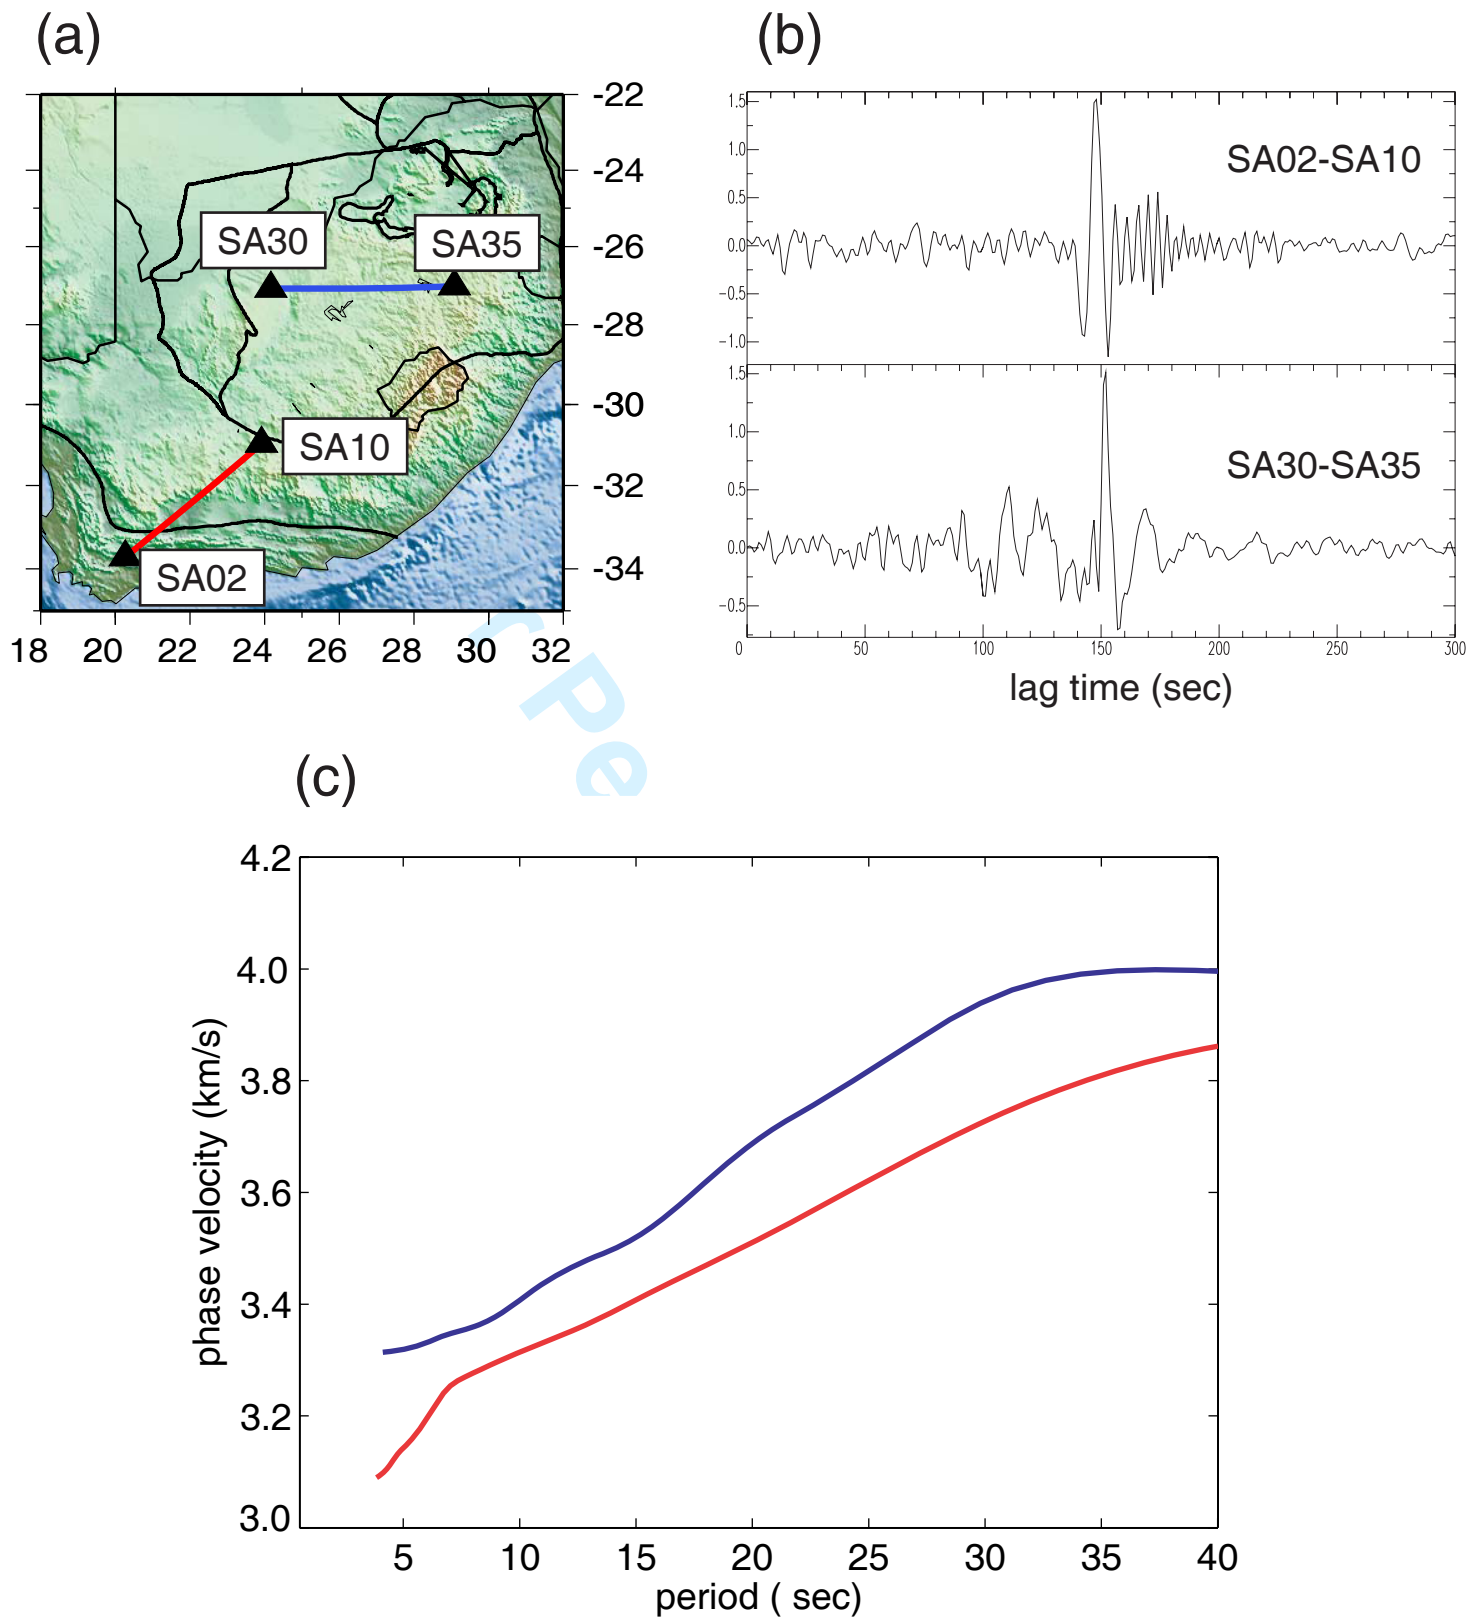 (a)
-22
-24
-26
-28
-30
-32
-34
18 20 22 24 26 28 30 32
SA30
SA35
SA10
SA02
(b)
1.5
1.0
0.5
0.0
-0.5
-1.0
SA02-SA10
1.5
1.0
0.5
0.0
-0.5
SA30-SA35
0 50 100 150 200 250 300
lag time (sec)
r Pe
(c)
4.2
4.0
3.8
3.6
3.4
3.2
3.0
phase velocity (km/s)
5 10 15 20 25 30 35 40
period ( sec)